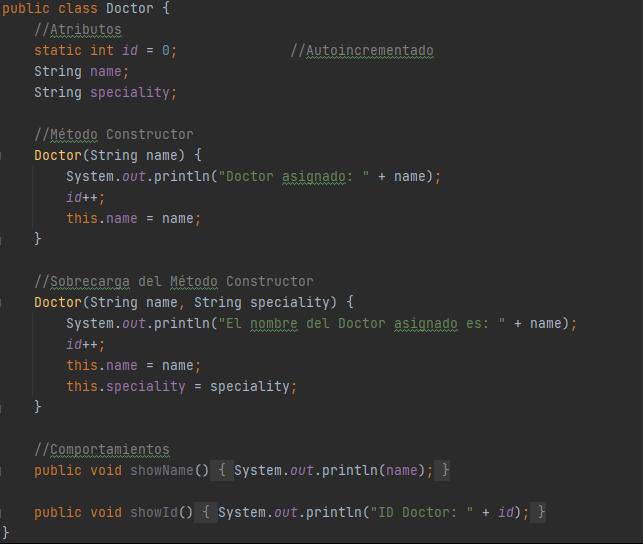 public class Doctor {
//Atributos
static int id = 0; //Autoincrementado
String name;
String speciality;
//Método Constructor
Doctor(String name) {
System.out.println("Doctor asignado: " + name);
id++;
this.name = name;
}
//Sobrecarga del Método Constructor
Doctor(String name, String speciality) {
System.out.println("El nombre del Doctor asignado es: " + name);
id++;
this.name = name;
this.speciality = speciality;
}
//Comportamientos
public void showName() { System.out.println(name); }
public void showId() { System.out.println("ID Doctor: " + id); }
}